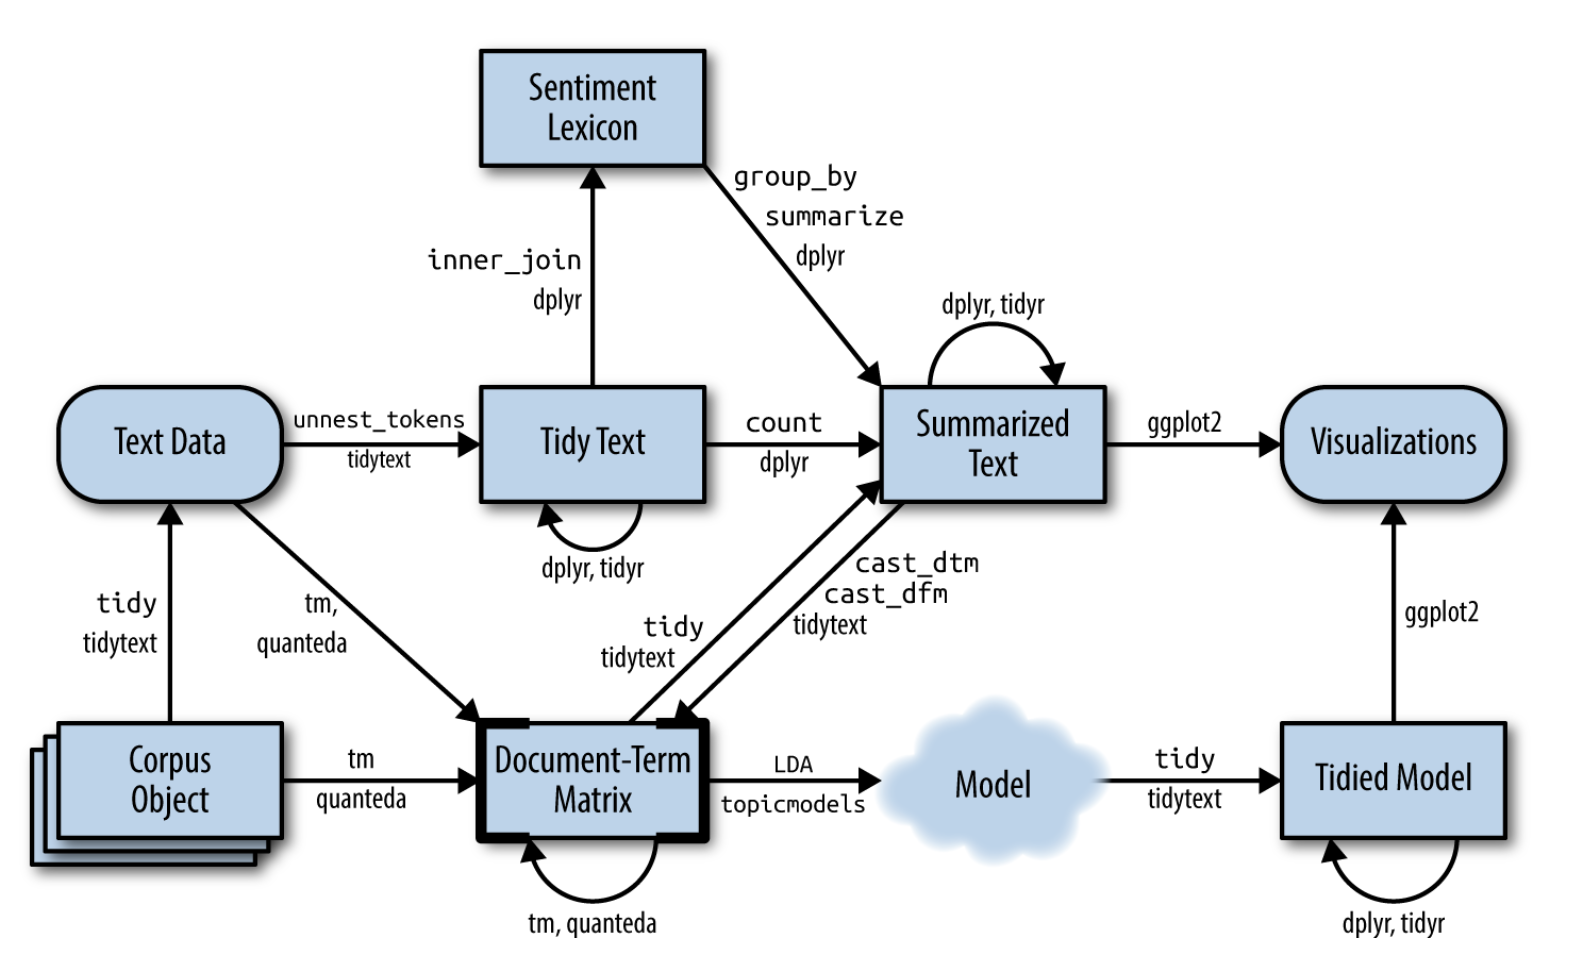 Sentiment
Lexicon
group_by
summarize
dplyr
inner_join
dplyr
dplyr, tidyr
Text Data
unnest_tokens
tidytext
Tidy Text
count
dplyr
Summarized
Text
ggplot2
Visualizations
dplyr, tidyr
tidy
tidytext
tm,
quanteda
tidy
tidytext
cast_dtm
cast_dfm
tidytext
ggplot2
Corpus
Object
tm
quanteda
Document-Term
Matrix
LDA
topicmodels
Model
tidy
tidytext
Tidied Model
tm, quanteda
dplyr, tidyr